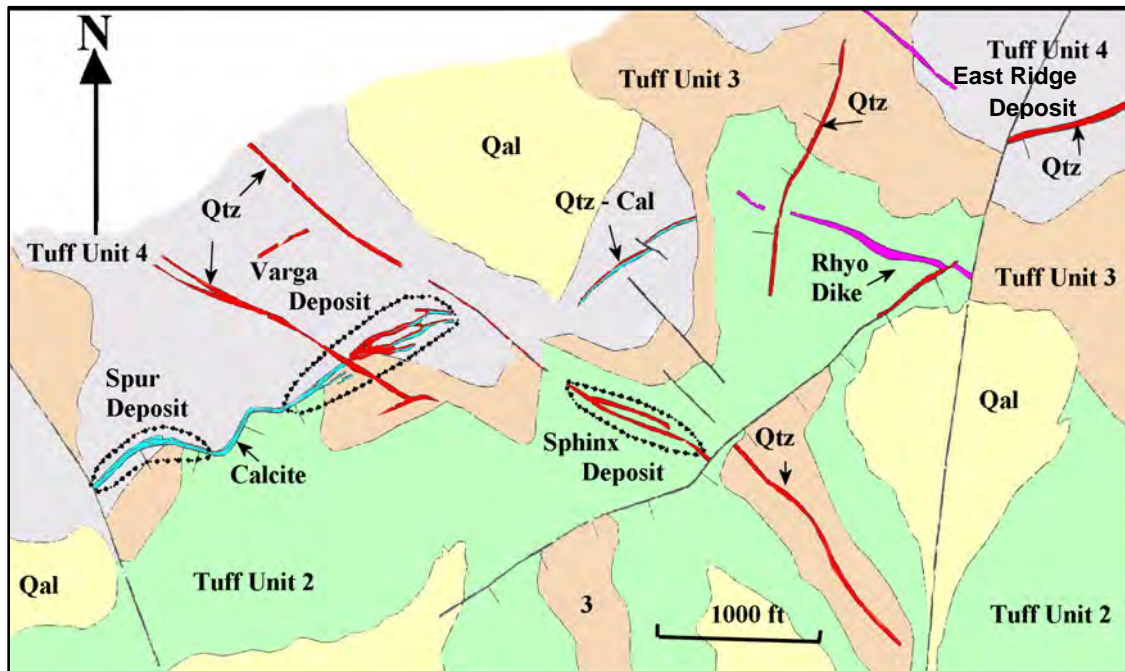 N
Tuff Unit 3
Tuff Unit 4
East Ridge
Deposit
Qtz
Qtz
Qal
Qtz
Qtz - Cal
Tuff Unit 4
Varga
Deposit
Rhyo
Dike
Tuff Unit 3
Spur
Deposit
Calcite
Sphinx
Deposit
Qtz
Qal
Qal
Tuff Unit 2
3
1000 ft
Tuff Unit 2